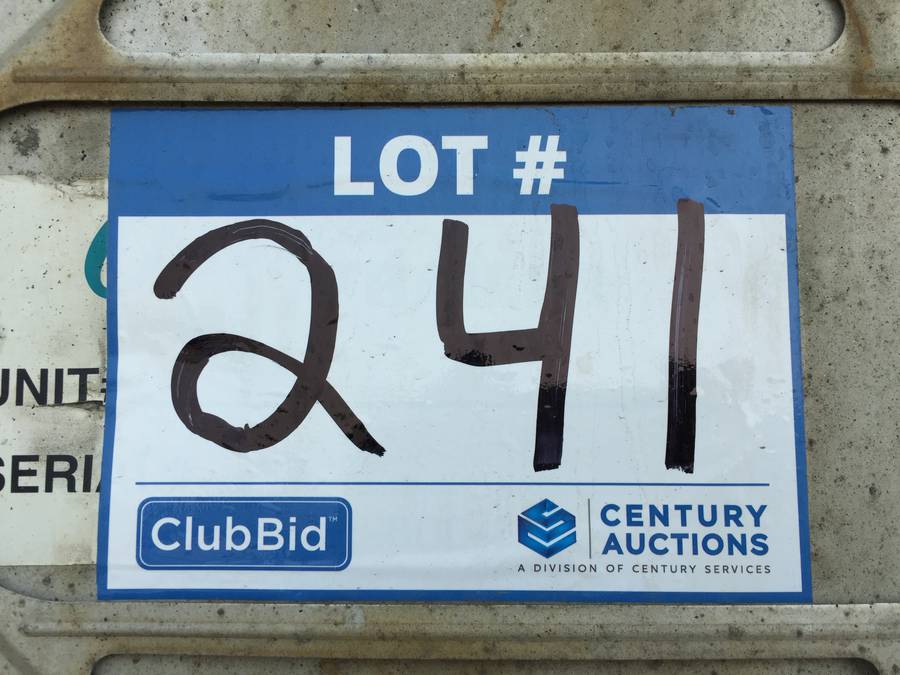 LOT #
241
UNIT
SERI
ClubBid™
CENTURY
AUCTIONS
A DIVISION OF CENTURY SERVICES